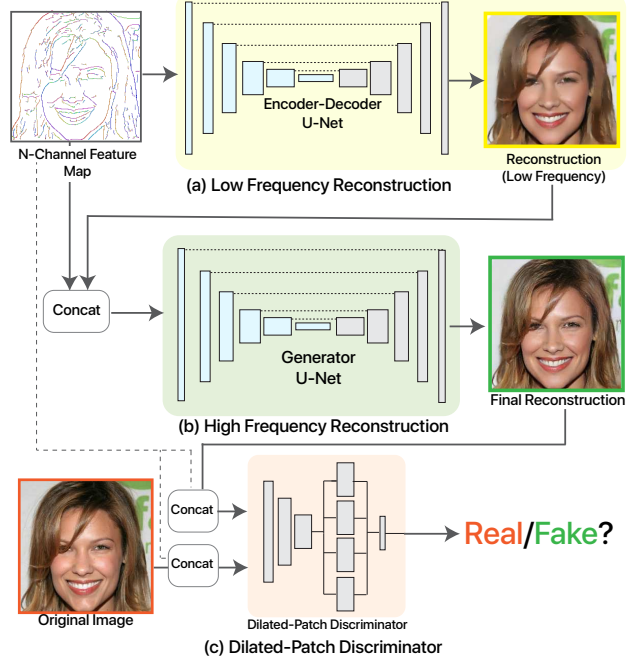 Encoder-Decoder
U-Net
N-Channel Feature
Map
Reconstruction
(Low Frequency)
(a) Low Frequency Reconstruction
Concat
Generator
U-Net
Final Reconstruction
(b) High Frequency Reconstruction
Concat
Concat
Real/Fake?
Original Image
Dilated-Patch Discriminator
(c) Dilated-Patch Discriminator